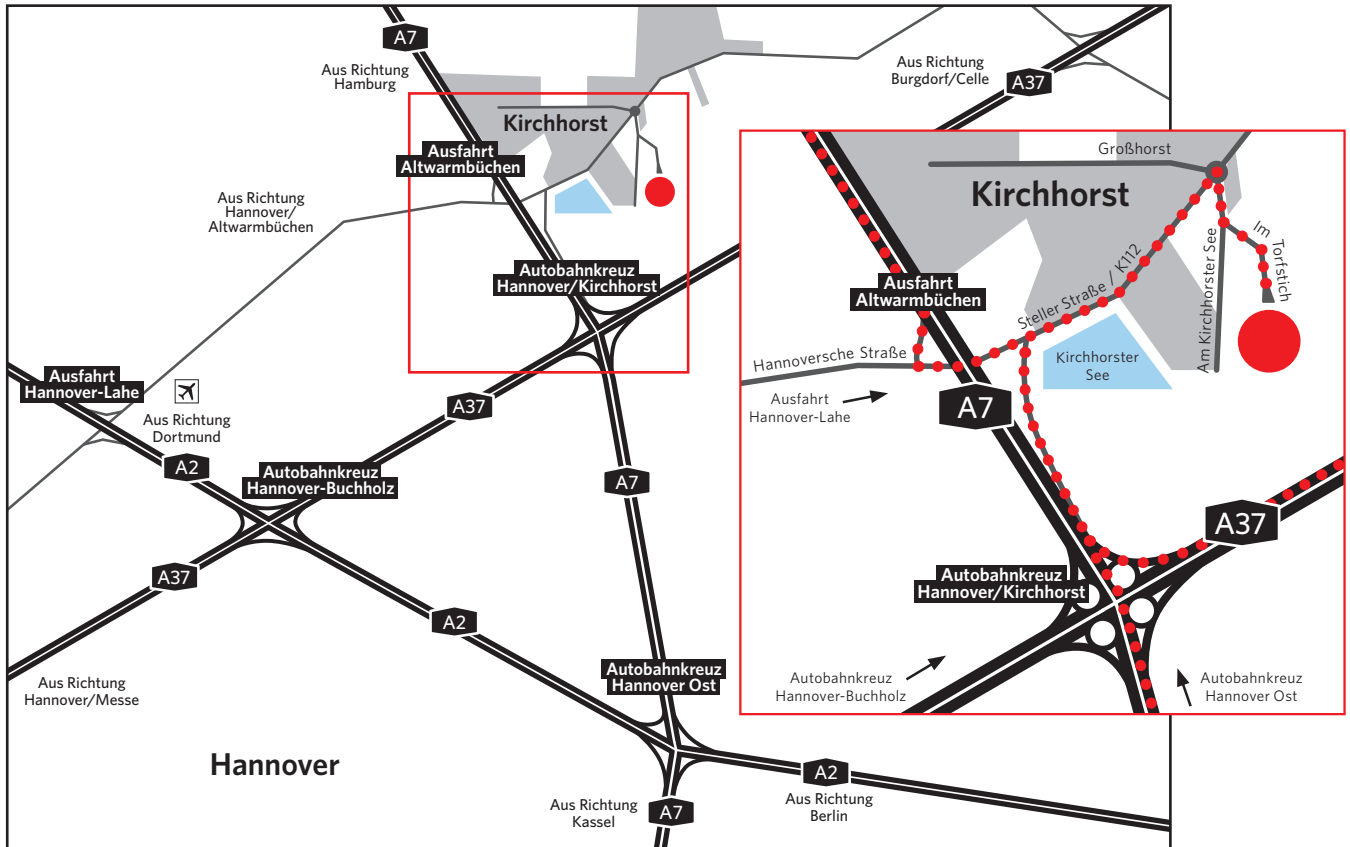 A7
Aus Richtung
Hamburg
Aus Richtung
Burgdorf/Celle
A37
Kirchhorst
Ausfahrt
Altwarmbüchen
Aus Richtung
Hannover/
Altwarmbüchen
Autobahnkreuz
Hannover/Kirchhorst
Ausfahrt
Hannover-Lahe
Aus Richtung
Dortmund
A2
A37
Autobahnkreuz
Hannover-Buchholz
A7
A37
A2
Aus Richtung
Hannover/Messe
Autobahnkreuz
Hannover Ost
Hannover
A2
Aus Richtung
Berlin
Aus Richtung
Kassel
A7
Großhorst
Kirchhorst
Im Torfstich
Am Kirchhorster See
Steller Straße / K112
Ausfahrt
Altwarmbüchen
Hannoversche Straße
Kirchhorster
See
Ausfahrt
Hannover-Lahe
A7
A37
Autobahnkreuz
Hannover/Kirchhorst
Autobahnkreuz
Hannover-Buchholz
Autobahnkreuz
Hannover Ost